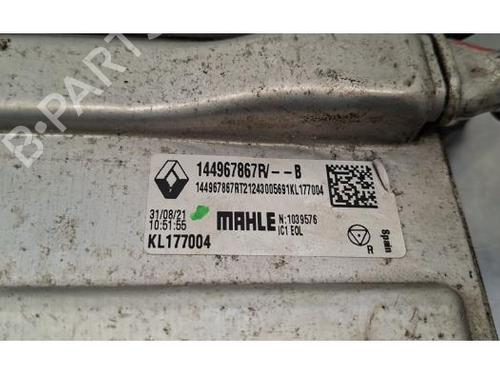 B-PARTS
144967867R/--B
144967867RT21243005691KL177004
31/08/21
10:51:55
MAHLE
N:1039576
IC1 EOL
KL177004
Spain
R